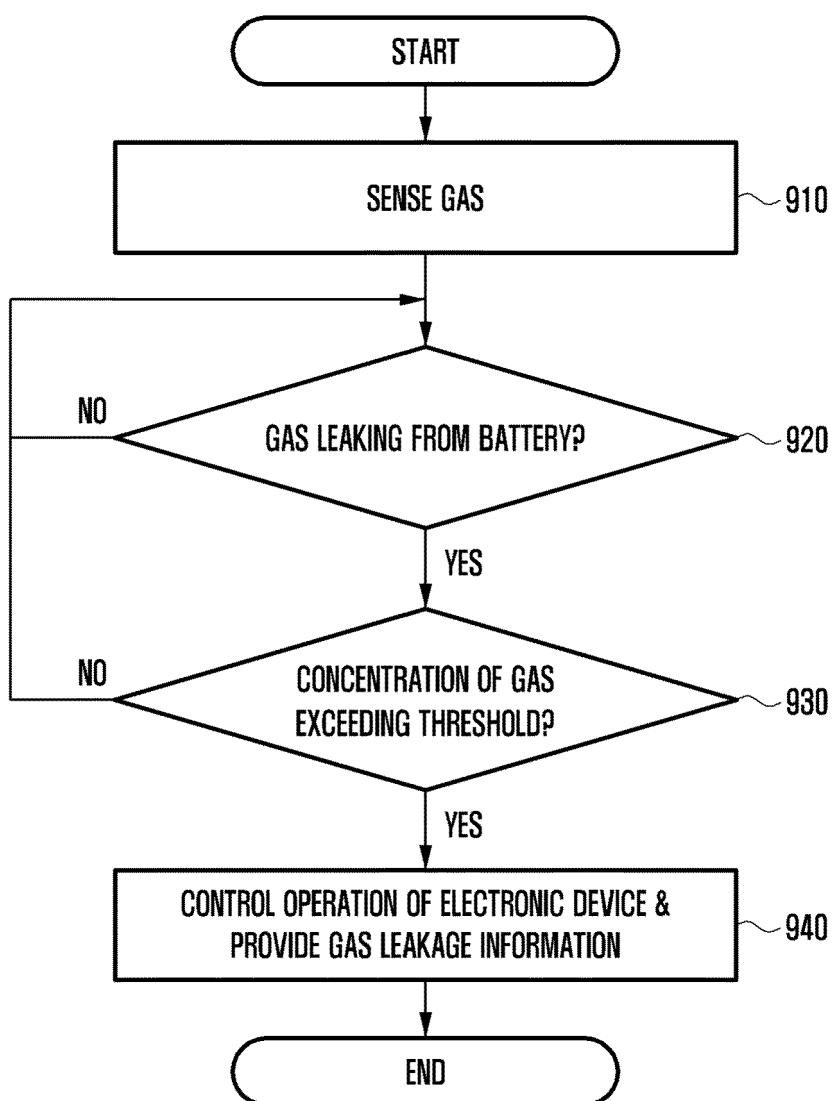 START
SENSE GAS
910
NO
GAS LEAKING FROM BATTERY?
920
YES
NO
CONCENTRATION OF GAS
EXCEEDING THRESHOLD?
930
YES
CONTROL OPERATION OF ELECTRONIC DEVICE &
PROVIDE GAS LEAKAGE INFORMATION
940
END